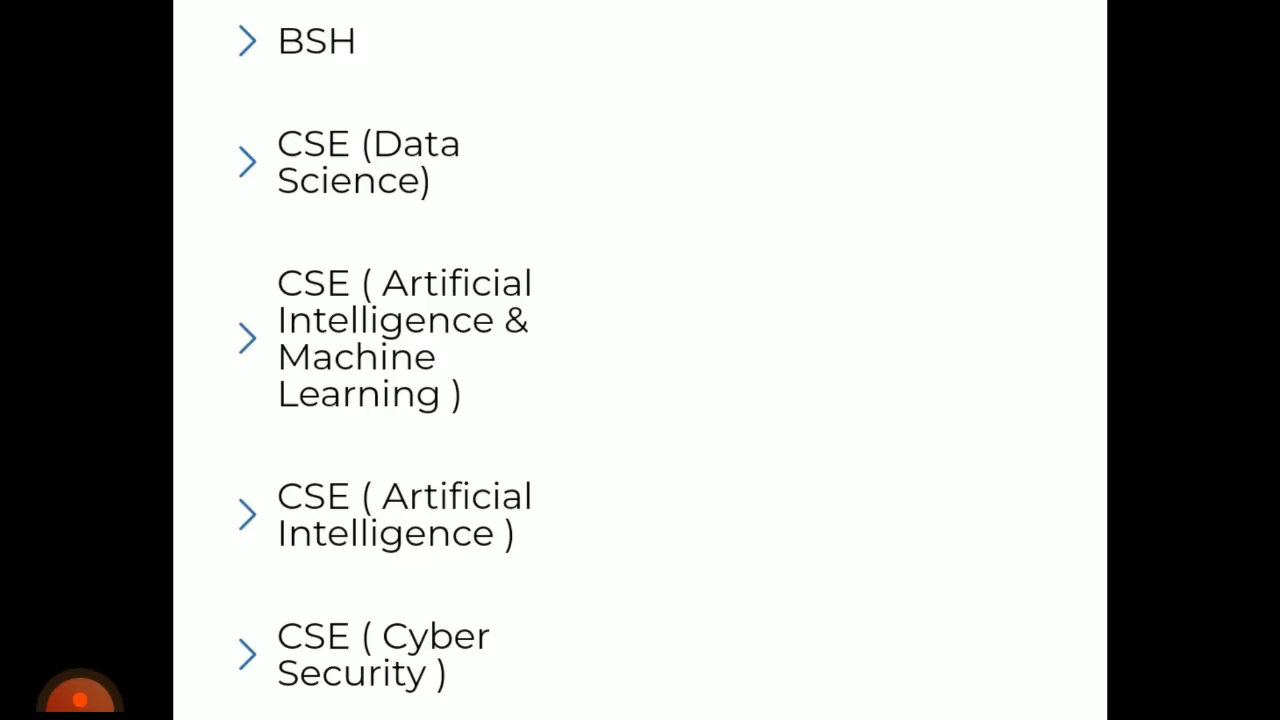 BSH
CSE (Data
Science)
CSE ( Artificial
Intelligence &
Machine
Learning )
CSE ( Artificial
Intelligence )
CSE ( Cyber
Security )